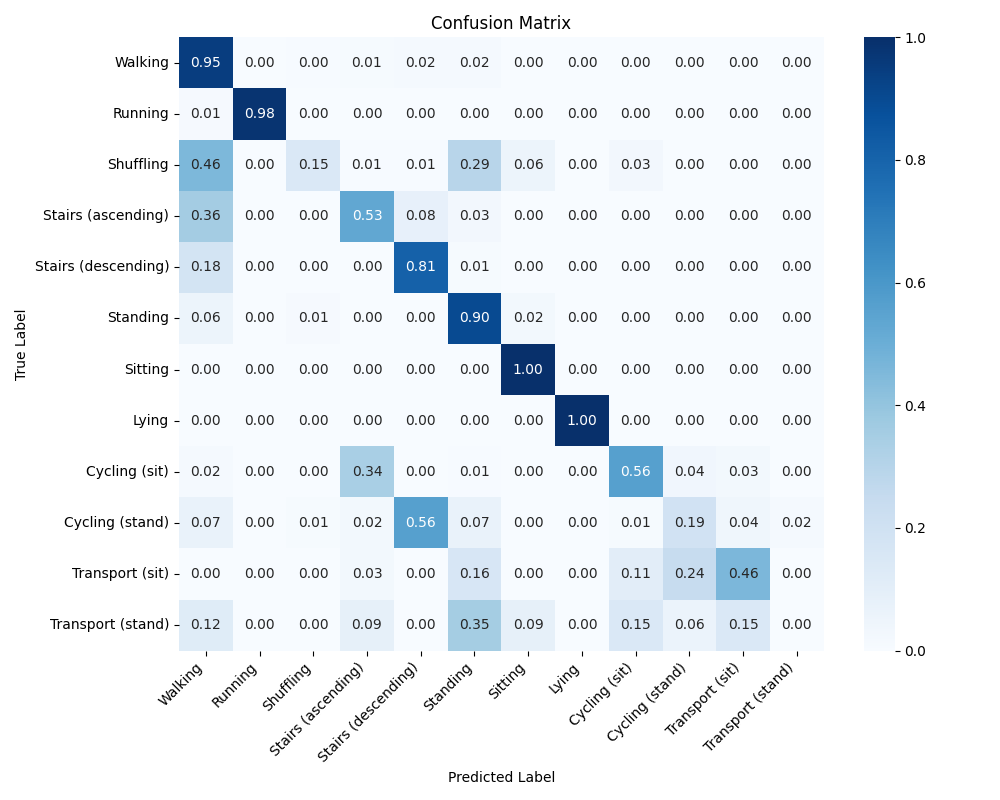 Confusion Matrix
Walking 0.95 0.00 0.00 0.01 0.02 0.02 0.00 0.00 0.00 0.00 0.00 0.00
Running 0.01 0.98 0.00 0.00 0.00 0.00 0.00 0.00 0.00 0.00 0.00 0.00
Shuffling 0.46 0.00 0.15 0.01 0.01 0.29 0.06 0.00 0.03 0.00 0.00 0.00
Stairs (ascending) 0.36 0.00 0.00 0.53 0.08 0.03 0.00 0.00 0.00 0.00 0.00 0.00
Stairs (descending) 0.18 0.00 0.00 0.00 0.81 0.01 0.00 0.00 0.00 0.00 0.00 0.00
Standing 0.06 0.00 0.01 0.00 0.00 0.90 0.02 0.00 0.00 0.00 0.00 0.00
Sitting 0.00 0.00 0.00 0.00 0.00 0.00 1.00 0.00 0.00 0.00 0.00 0.00
Lying 0.00 0.00 0.00 0.00 0.00 0.00 0.00 1.00 0.00 0.00 0.00 0.00
Cycling (sit) 0.02 0.00 0.00 0.34 0.00 0.01 0.00 0.00 0.56 0.04 0.03 0.00
Cycling (stand) 0.07 0.00 0.01 0.02 0.56 0.07 0.00 0.00 0.01 0.19 0.04 0.02
Transport (sit) 0.00 0.00 0.00 0.03 0.00 0.16 0.00 0.00 0.11 0.24 0.46 0.00
Transport (stand) 0.12 0.00 0.00 0.09 0.00 0.35 0.09 0.00 0.15 0.06 0.15 0.00
True Label
Walking
Running
Shuffling
Stairs (ascending)
Stairs (descending)
Standing
Sitting
Lying
Cycling (sit)
Cycling (stand)
Transport (sit)
Transport (stand)
Predicted Label
1.0
0.8
0.6
0.4
0.2
0.0